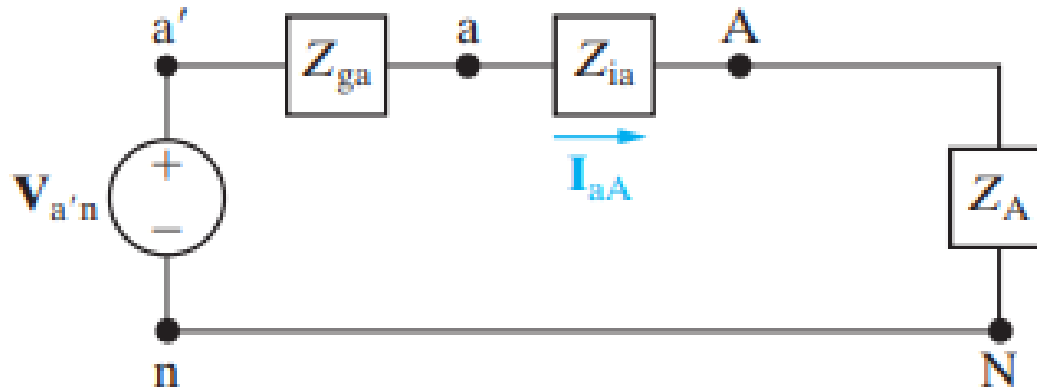 a′ a A
Z_ga Z_ia
+
V_a′n I_aA Z_A
−
n N